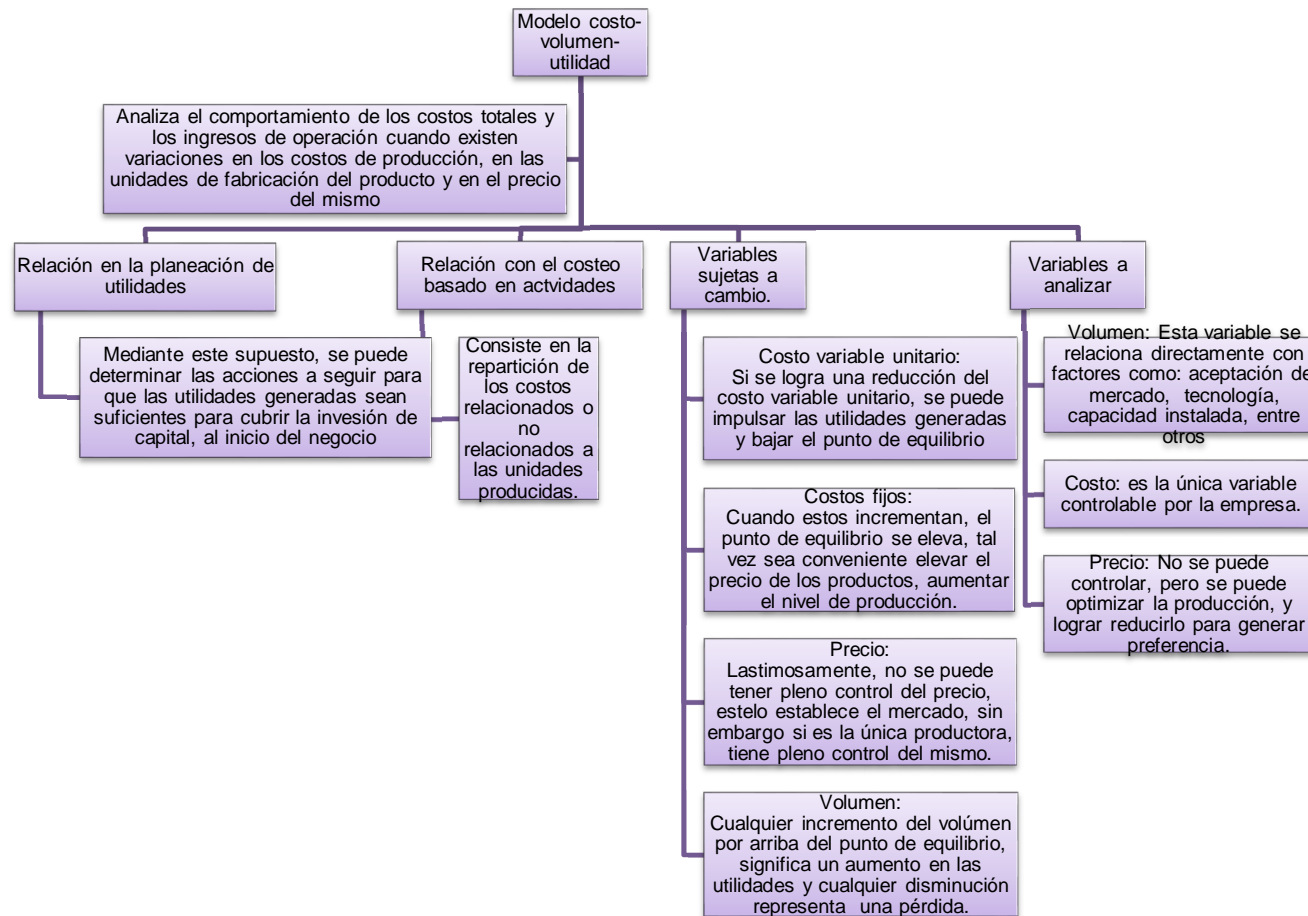 Modelo costo-
volumen-
utilidad
Analiza el comportamiento de los costos totales y
los ingresos de operación cuando existen
variaciones en los costos de producción, en las
unidades de fabricación del producto y en el precio
del mismo
Relación en la planeación de
utilidades
Mediante este supuesto, se puede
determinar las acciones a seguir para
que las utilidades generadas sean
suficientes para cubrir la invesión de
capital, al inicio del negocio
Relación con el costeo
basado en actvidades
Consiste en la
repartición de
los costos
relacionados o
no
relacionados a
las unidades
producidas.
Variables
sujetas a
cambio.
Costo variable unitario:
Si se logra una reducción del
costo variable unitario, se puede
impulsar las utilidades generadas
y bajar el punto de equilibrio
Costos fijos:
Cuando estos incrementan, el
punto de equilibrio se eleva, tal
vez sea conveniente elevar el
precio de los productos, aumentar
el nivel de producción.
Precio:
Lastimosamente, no se puede
tener pleno control del precio,
estelo establece el mercado, sin
embargo si es la única productora,
tiene pleno control del mismo.
Volumen:
Cualquier incremento del volúmen
por arriba del punto de equilibrio,
significa un aumento en las
utilidades y cualquier disminución
representa una pérdida.
Variables a
analizar
Volumen: Esta variable se
relaciona directamente con
factores como: aceptación de
mercado, tecnología,
capacidad instalada, entre
otros
Costo: es la única variable
controlable por la empresa.
Precio: No se puede
controlar, pero se puede
optimizar la producción, y
lograr reducirlo para generar
preferencia.